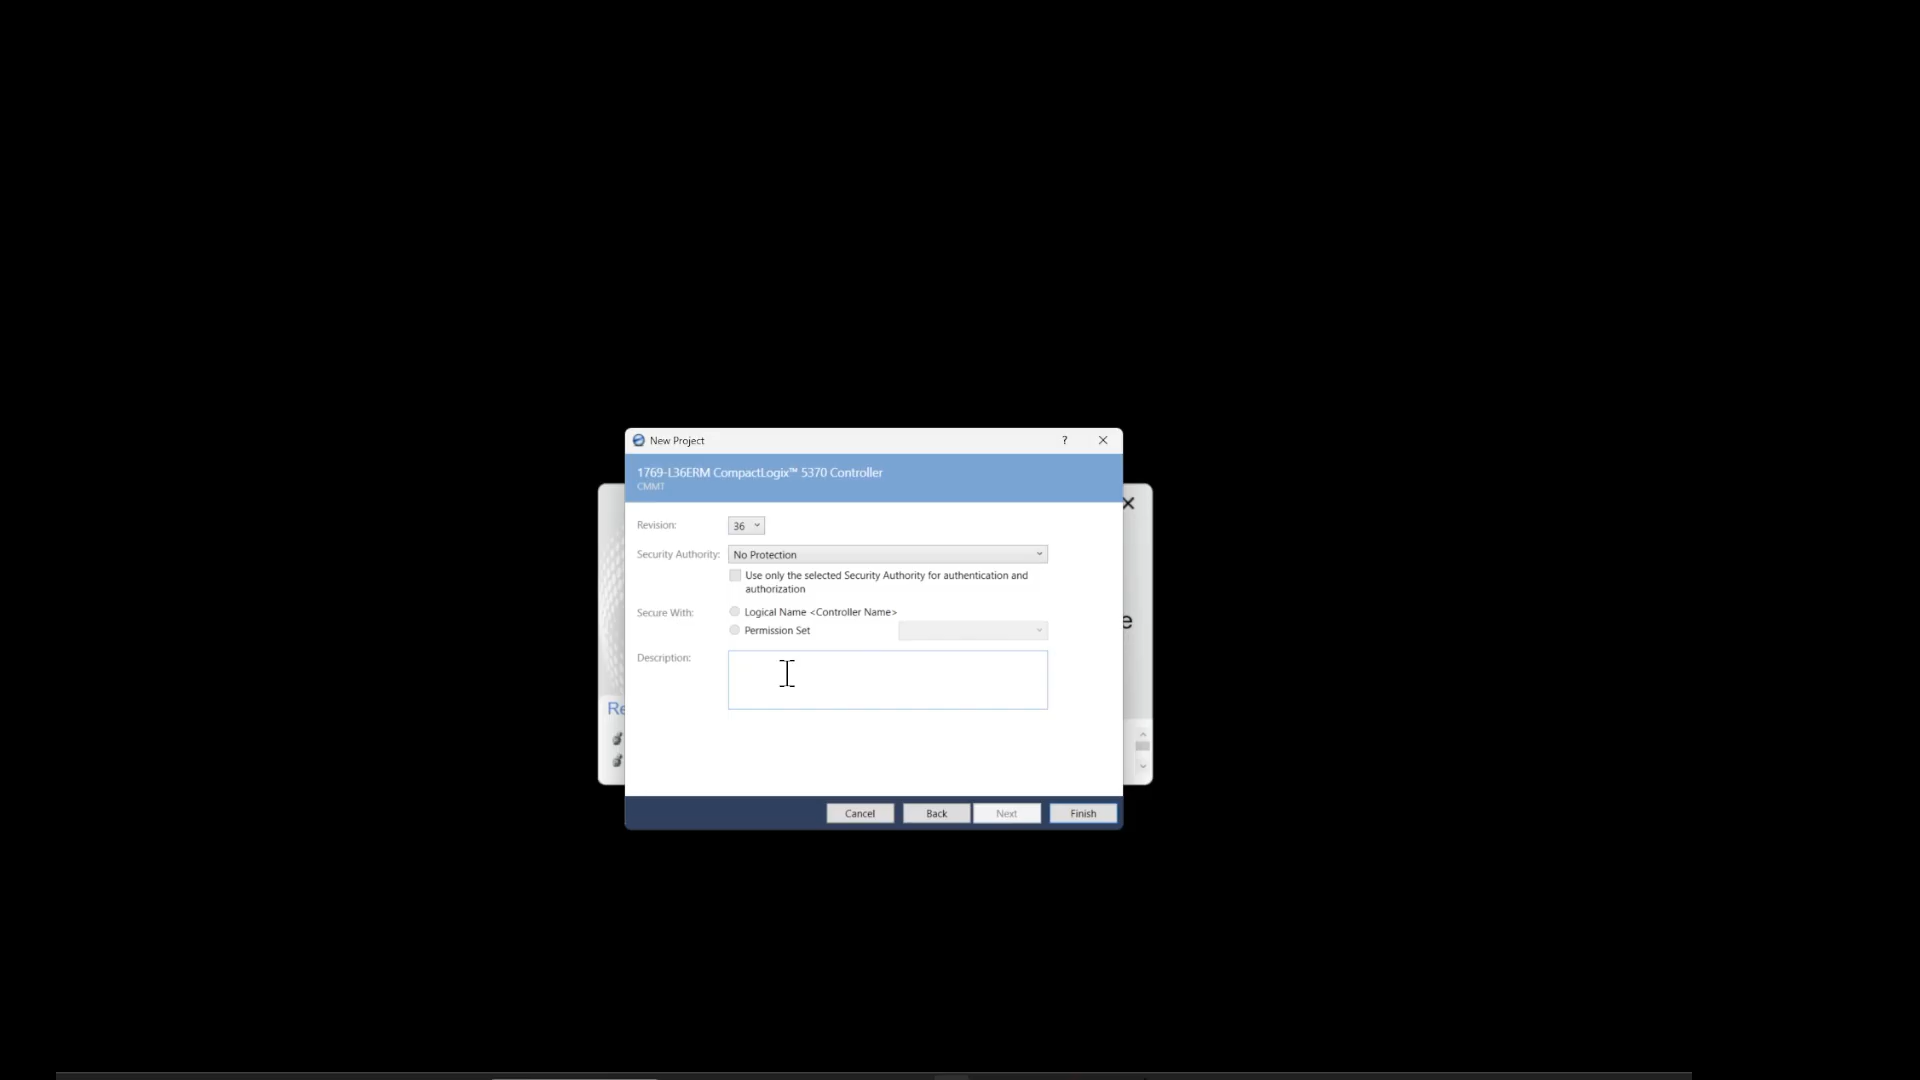 New Project
?
1769-L36ERM CompactLogix™ 5370 Controller
CMMT
Revision:
36
Security Authority:
No Protection
Use only the selected Security Authority for authentication and
authorization
Secure With:
Logical Name <Controller Name>
Permission Set
Description:
Re
e
Cancel
Back
Next
Finish